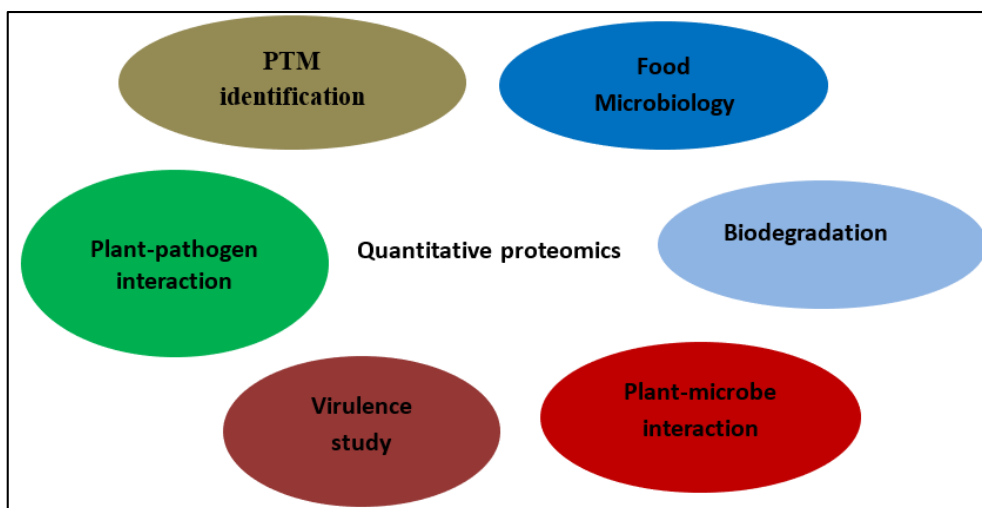 PTM
identification
Food
Microbiology
Plant-pathogen
interaction
Quantitative proteomics
Biodegradation
Virulence
study
Plant-microbe
interaction